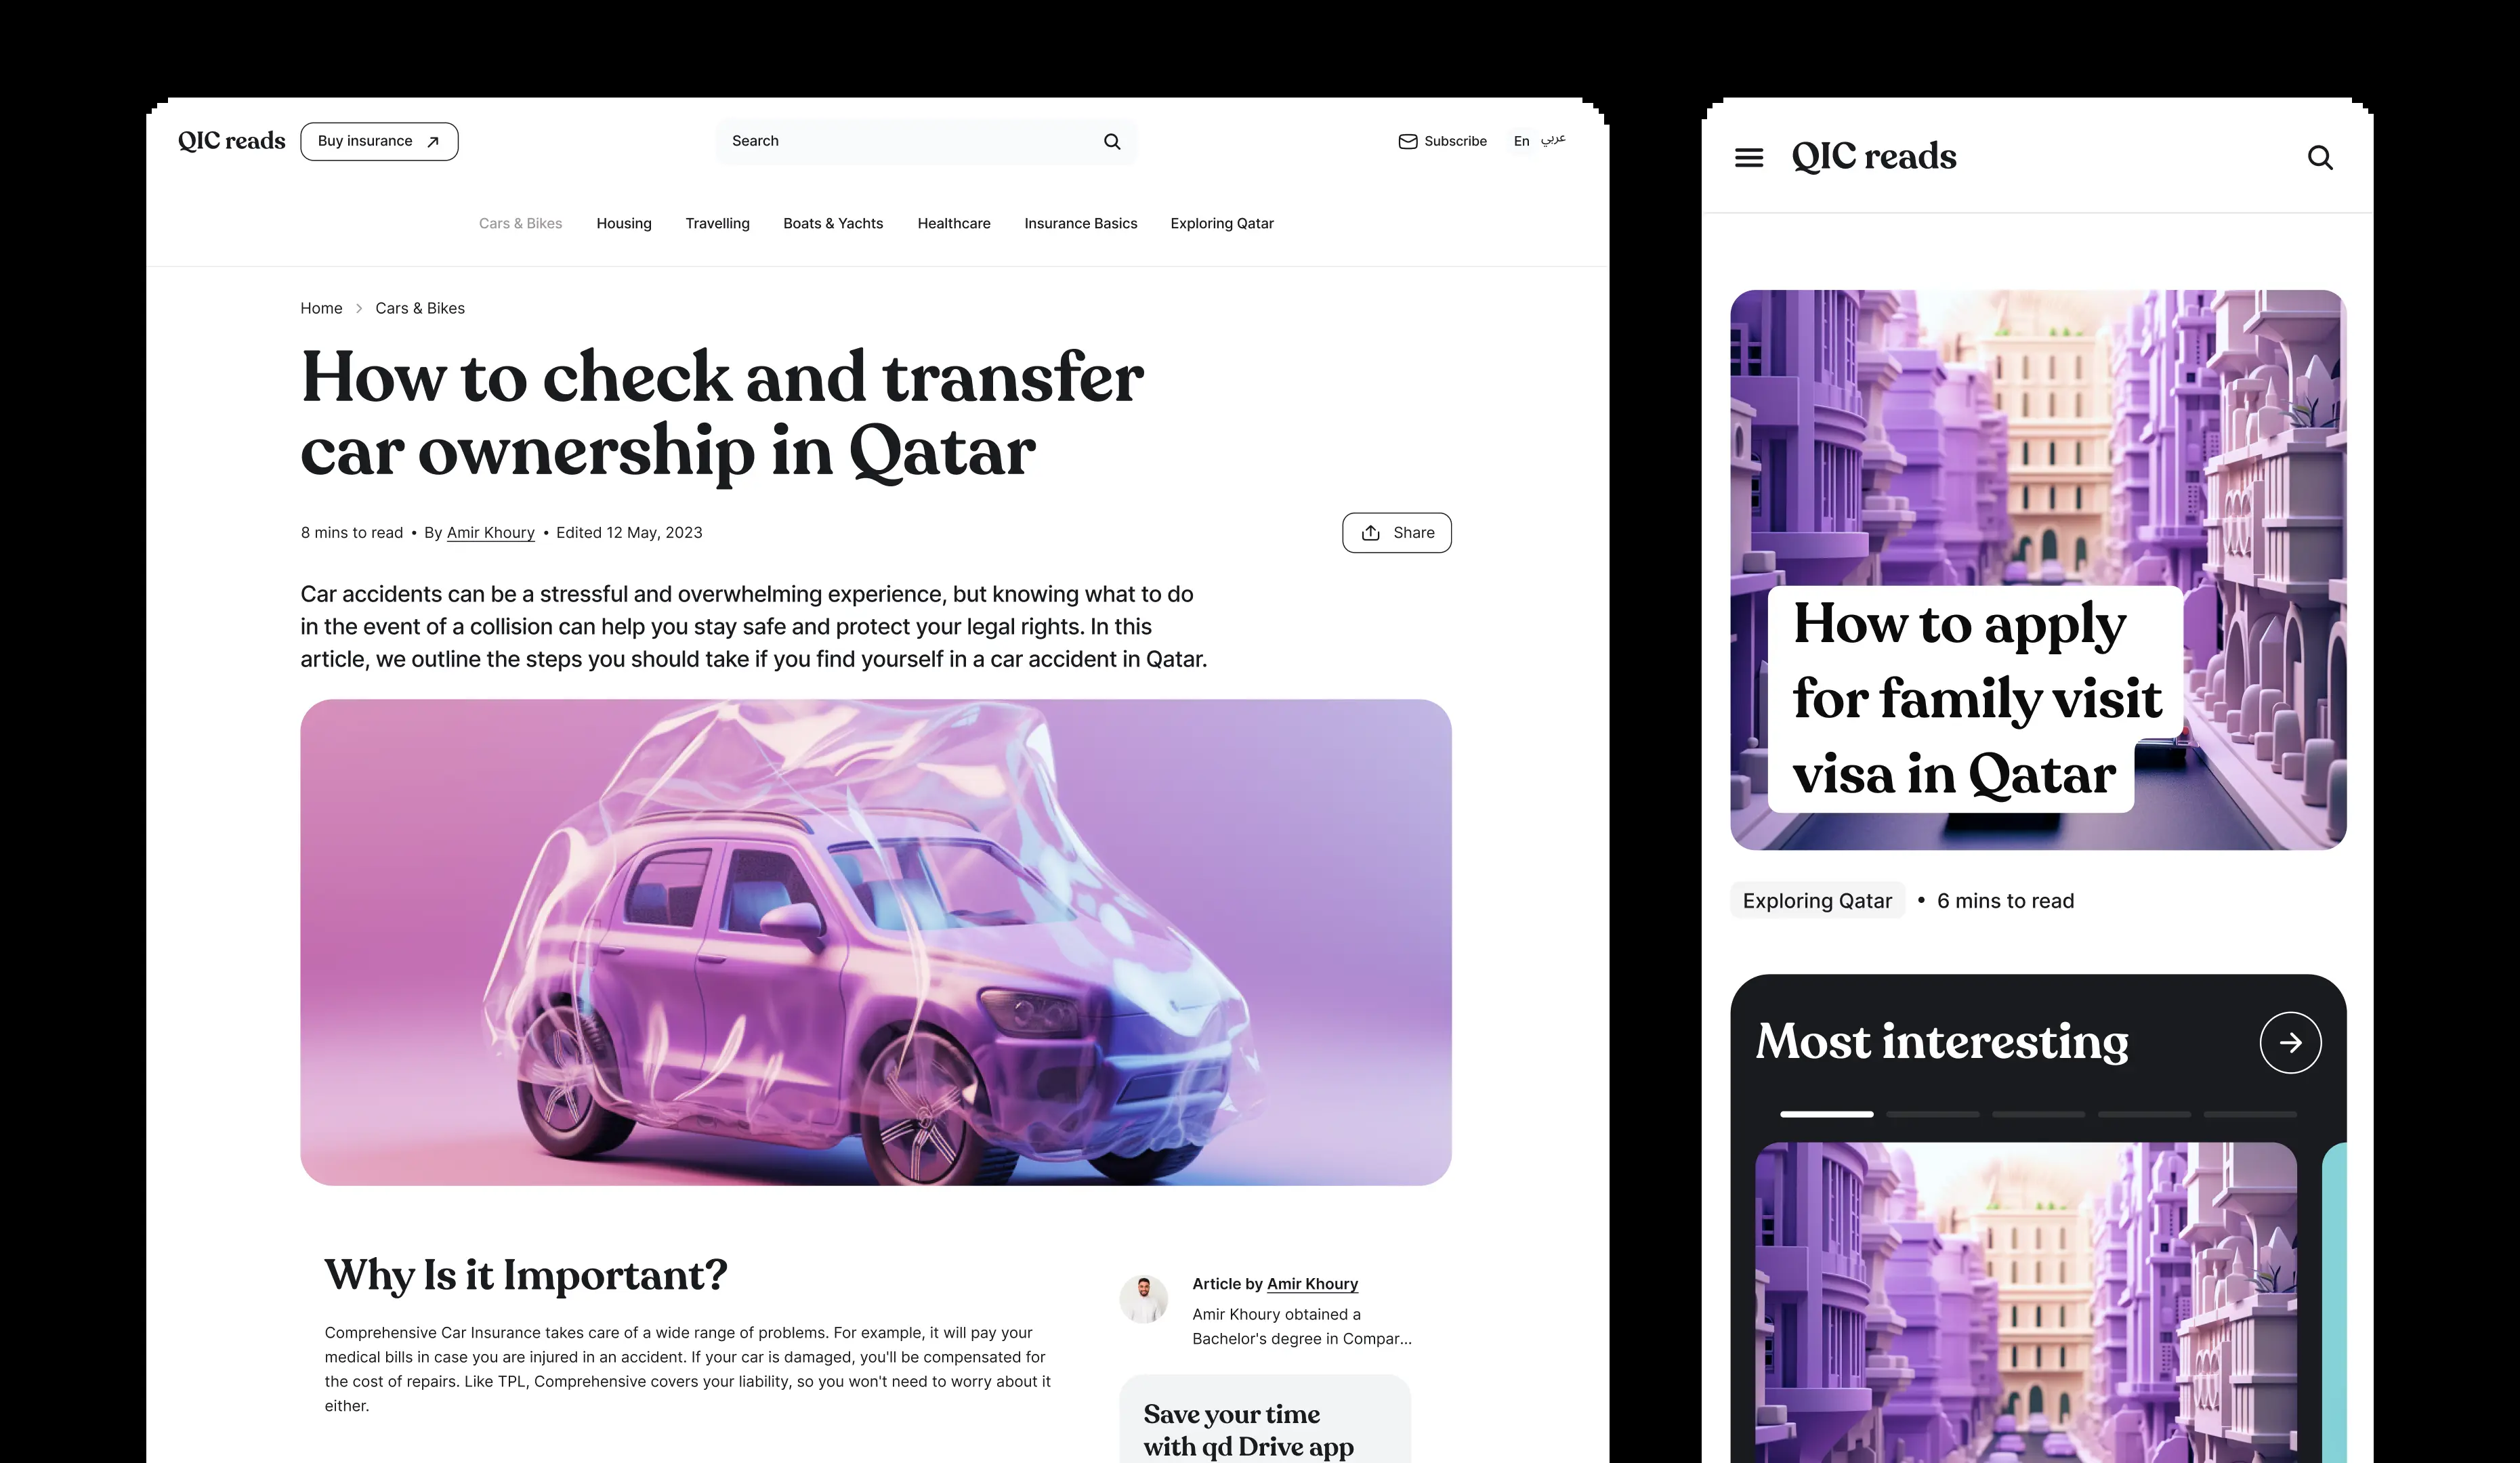 QIC reads
Buy insurance
Search
Subscribe
En
عربي
Cars & Bikes
Housing
Travelling
Boats & Yachts
Healthcare
Insurance Basics
Exploring Qatar
Home
Cars & Bikes
How to check and transfer
car ownership in Qatar
8 mins to read • By Amir Khoury • Edited 12 May, 2023
Share
Car accidents can be a stressful and overwhelming experience, but knowing what to do
in the event of a collision can help you stay safe and protect your legal rights. In this
article, we outline the steps you should take if you find yourself in a car accident in Qatar.
Why Is it Important?
Comprehensive Car Insurance takes care of a wide range of problems. For example, it will pay your
medical bills in case you are injured in an accident. If your car is damaged, you'll be compensated for
the cost of repairs. Like TPL, Comprehensive covers your liability, so you won't need to worry about it
either.
Article by Amir Khoury
Amir Khoury obtained a
Bachelor's degree in Compar...
Save your time
with qd Drive app
QIC reads
How to apply
for family visit
visa in Qatar
Exploring Qatar • 6 mins to read
Most interesting